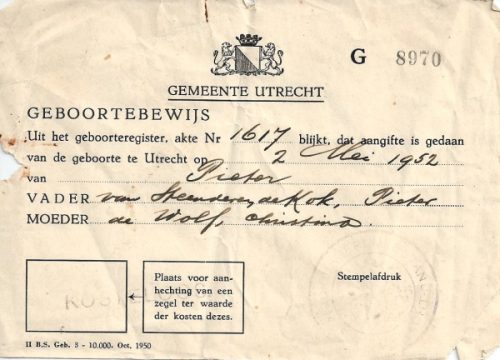 G 8970
GEMEENTE UTRECHT
GEBOORTEBEWIJS
Uit het geboorteregister, akte Nr 1617 blijkt, dat aangifte is gedaan
van de geboorte te Utrecht op 2 Mei 1952
van Pieter
VADER van Steenderen de Kok, Pieter
MOEDER de Wolf, Christina.
Plaats voor aan-
hechting van een
zegel ter waarde
der kosten dezes.
Stempelafdruk
II B.S. Geb. 5 - 10.000. Oct. 1950